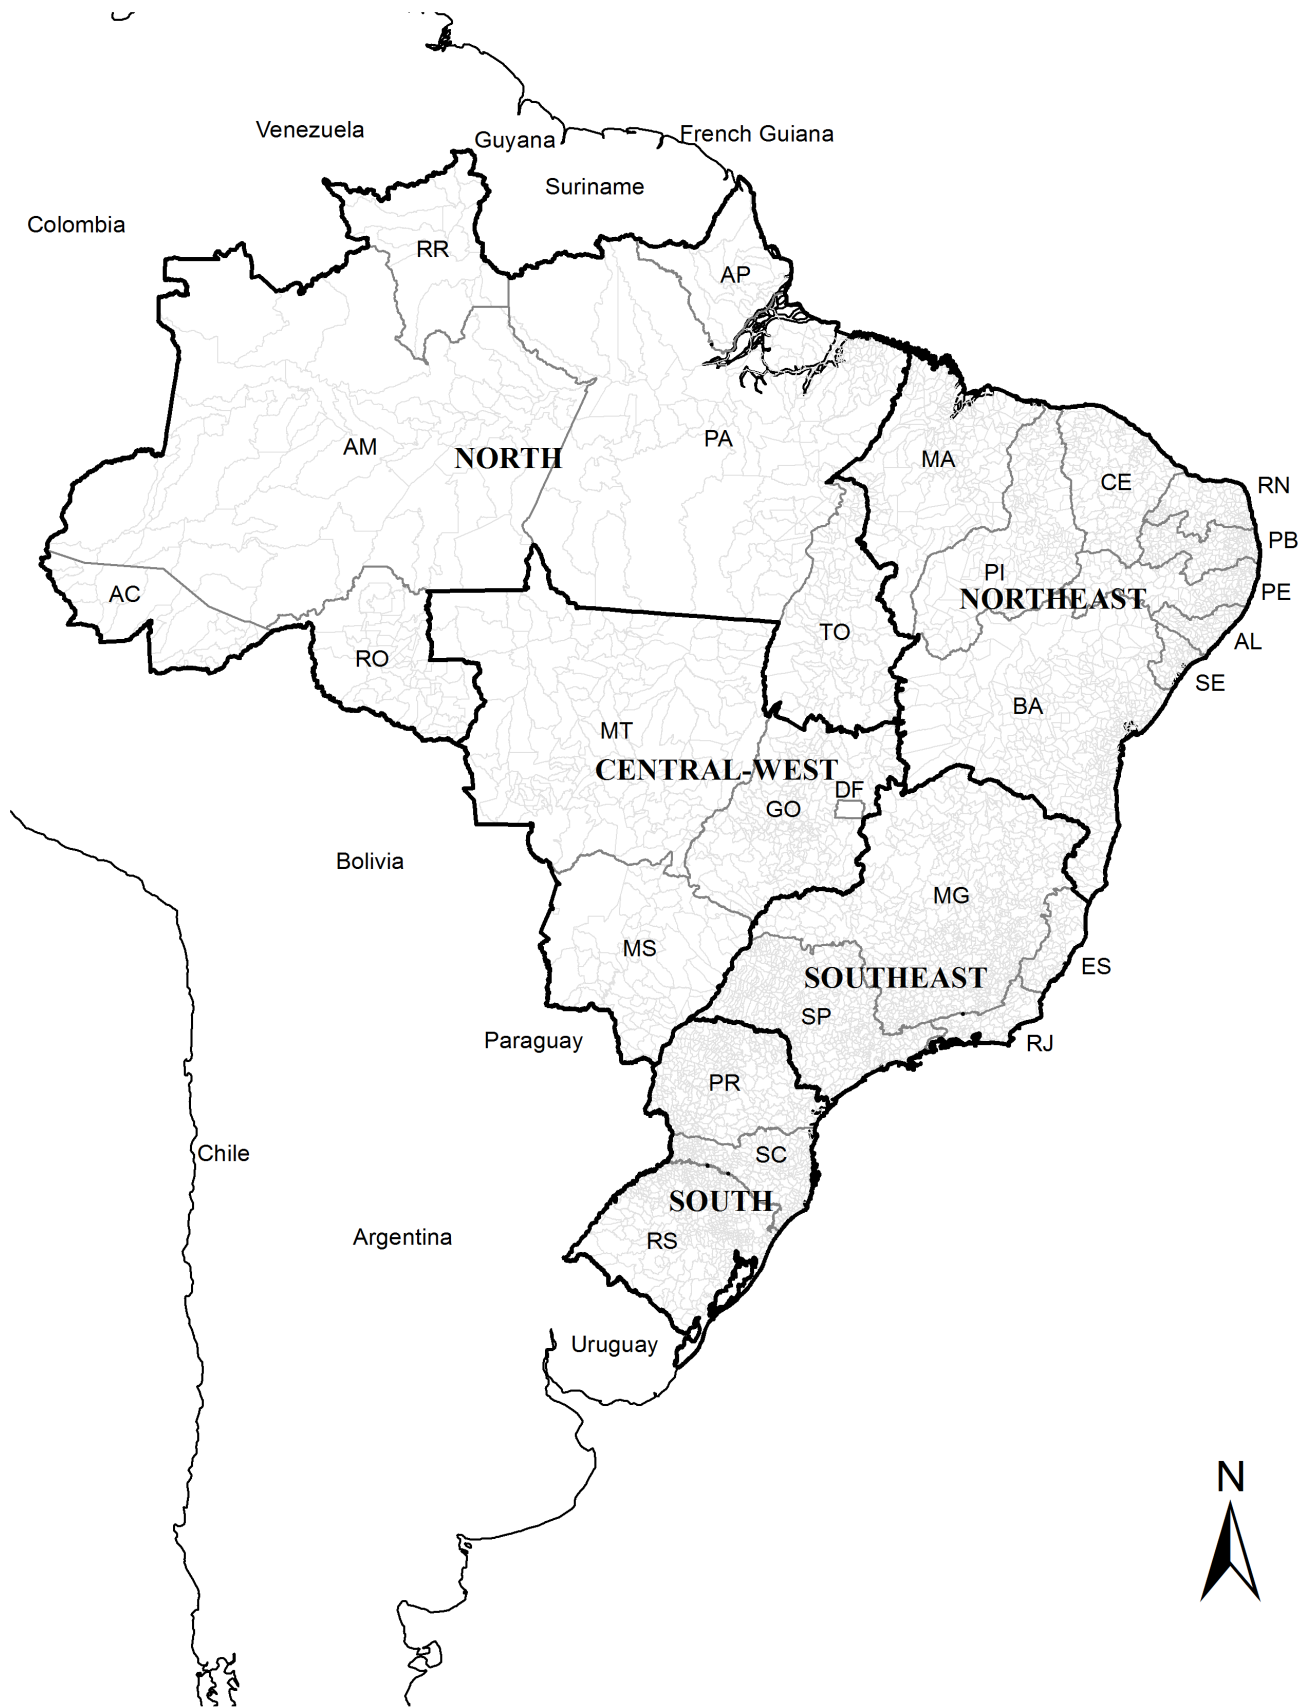 Venezuela
Guyana
French Guiana
Suriname
Colombia
RR
AP
AM
NORTH
PA
MA
CE
RN
PB
PE
AL
SE
PI
NORTHEAST
AC
RO
TO
BA
MT
CENTRAL-WEST
DF
GO
Bolivia
MG
MS
SOUTHEAST
ES
SP
RJ
Paraguay
PR
SC
Chile
SOUTH
RS
Argentina
Uruguay
N